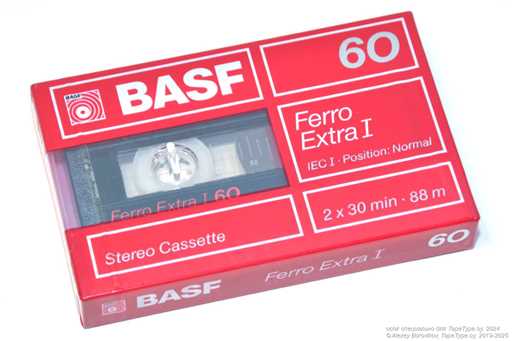 BASF
BASF
60
Ferro
Extra I
IEC I · Position: Normal
Ferro Extra I 60
2 x 30 min · 88 m
Stereo Cassette
BASF
Ferro Extra I
60